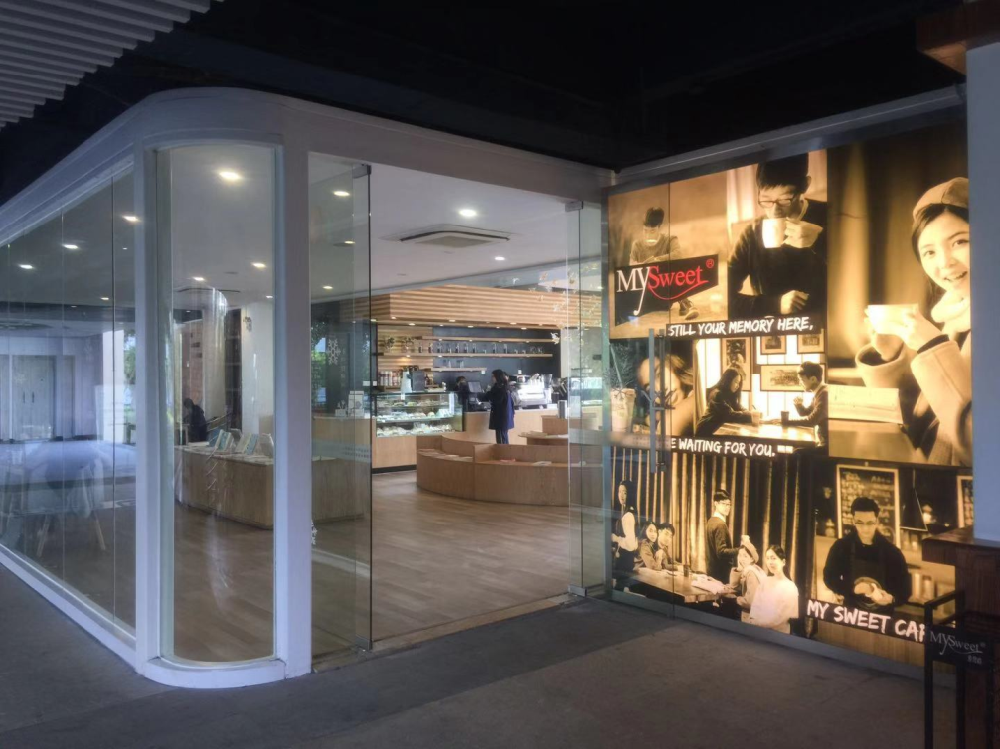 MySweet®
STILL YOUR MEMORY HERE,
E WAITING FOR YOU.
MY SWEET CAF
MySweet®